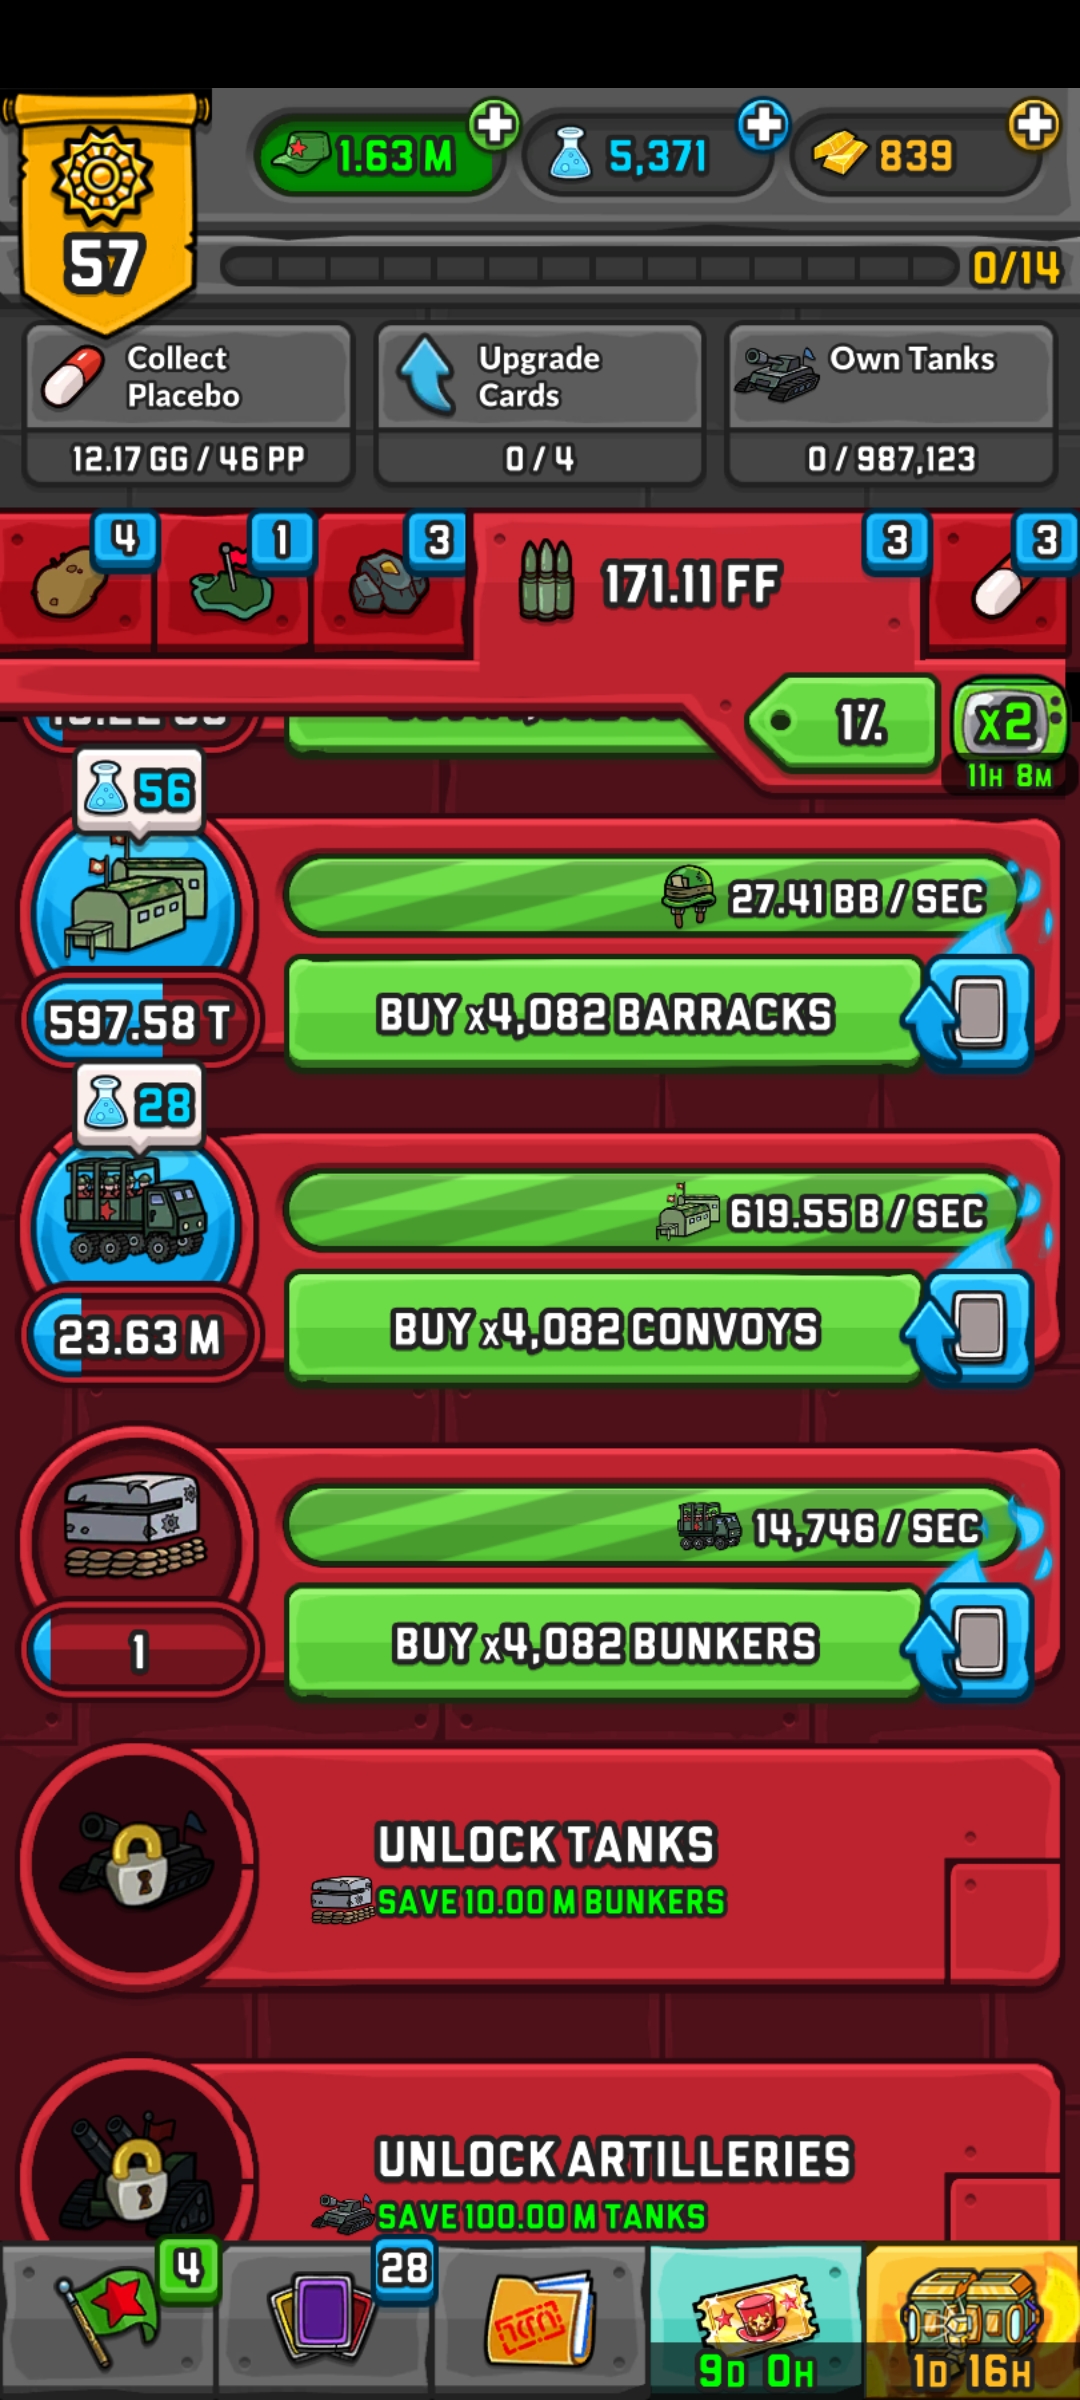 1.63 M
5,371
839
57
0/14
Collect
Placebo
12.17 GG / 46 PP
Upgrade
Cards
0 / 4
Own Tanks
0 / 987,123
4
1
3
171.11 FF
3
3
1%
x2
11H 8M
56
27.41 BB / SEC
597.58 T
BUY x4,082 BARRACKS
28
619.55 B / SEC
23.63 M
BUY x4,082 CONVOYS
14,746 / SEC
1
BUY x4,082 BUNKERS
UNLOCK TANKS
SAVE 10.00 M BUNKERS
UNLOCK ARTILLERIES
SAVE 100.00 M TANKS
4
28
9D 0H
1D 16H